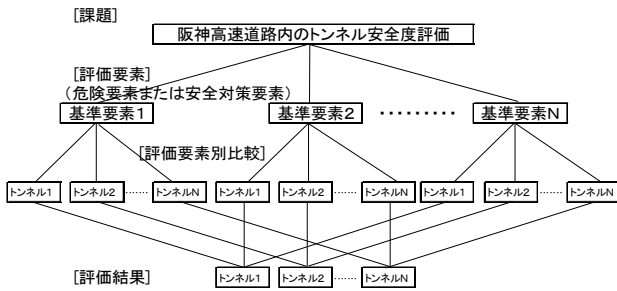 [課題]
阪神高速道路内のトンネル安全度評価
[評価要素]
(危険要素または安全対策要素)
基準要素1 基準要素2 ・・・・・・・・・ 基準要素N
[評価要素別比較]
トンネル1 トンネル2 …… トンネルN トンネル1 トンネル2 …… トンネルN トンネル1 トンネル2 …… トンネルN
[評価結果] トンネル1 トンネル2 …… トンネルN